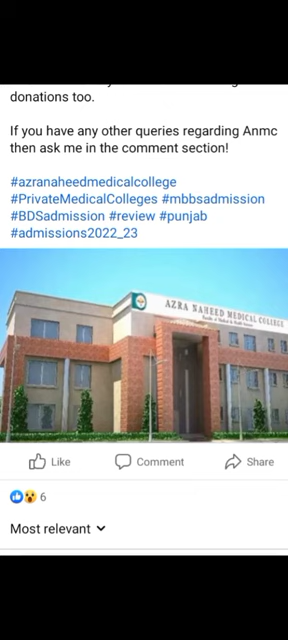 donations too.
If you have any other queries regarding Anmc
then ask me in the comment section!
#azranaheedmedicalcollege
#PrivateMedicalColleges #mbbsadmission
#BDSadmission #review #punjab
#admissions2022_23
AZRA NAHEED MEDICAL COLLEGE
Like
Comment
Share
6
Most relevant